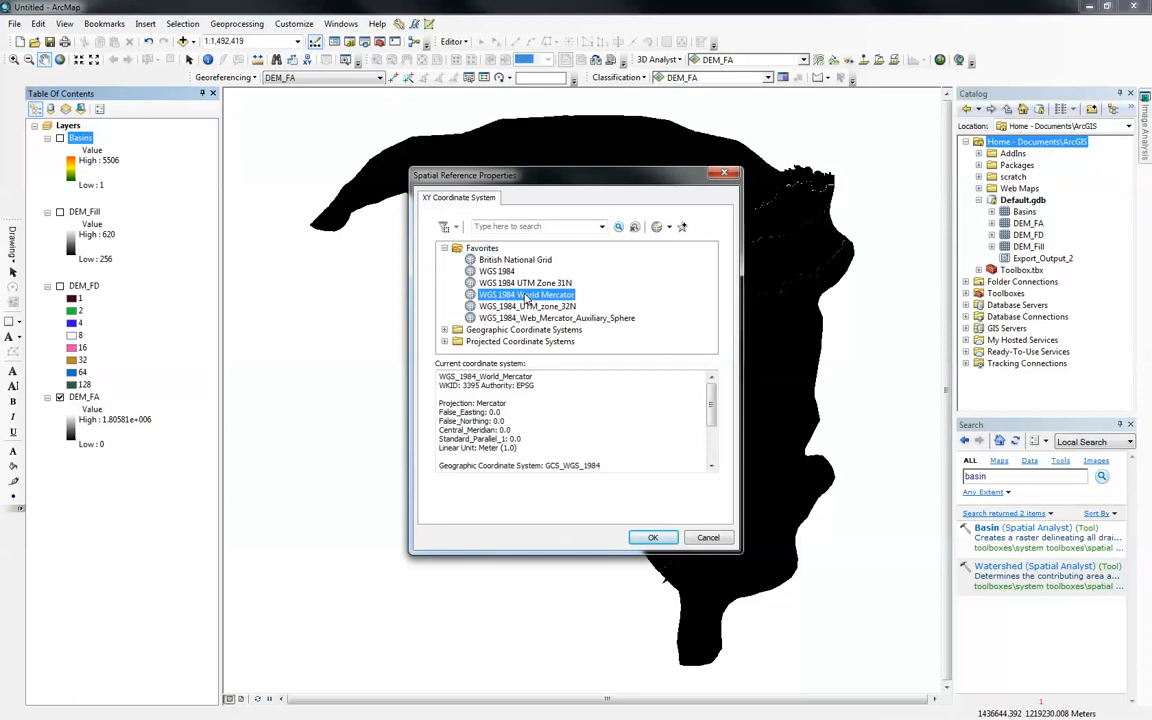 Untitled - ArcMap
File Edit View Bookmarks Insert Selection Geoprocessing Customize Windows Help
1:1,492,419
Editor
3D Analyst
DEM_FA
Georeferencing
DEM_FA
Classification
DEM_FA
Table Of Contents
Layers
Basins
Value
High : 5506
Low : 1
DEM_Fill
Value
High : 620
Low : 256
DEM_FD
1
2
4
8
16
32
64
128
DEM_FA
Value
High : 1.80581e+006
Low : 0
Drawing
A
A
B
I
U
A
Spatial Reference Properties
XY Coordinate System
Type here to search
Favorites
British National Grid
WGS 1984
WGS 1984 UTM Zone 31N
WGS 1984 World Mercator
WGS_1984_UTM_zone_32N
WGS_1984_Web_Mercator_Auxiliary_Sphere
Geographic Coordinate Systems
Projected Coordinate Systems
Current coordinate system:
WGS_1984_World_Mercator
WKID: 3395 Authority: EPSG
Projection: Mercator
False_Easting: 0.0
False_Northing: 0.0
Central_Meridian: 0.0
Standard_Parallel_1: 0.0
Linear Unit: Meter (1.0)
Geographic Coordinate System: GCS_WGS_1984
OK Cancel
Catalog
Location: Home - Documents\ArcGIS
Home - Documents\ArcGIS
AddIns
Packages
scratch
Web Maps
Default.gdb
Basins
DEM_FA
DEM_FD
DEM_Fill
Export_Output_2
Toolbox.tbx
Folder Connections
Toolboxes
Database Servers
Database Connections
GIS Servers
My Hosted Services
Ready-To-Use Services
Tracking Connections
Image Analysis
Search
Local Search
ALL Maps Data Tools Images
basin
Any Extent
Search returned 2 items Sort By
Basin (Spatial Analyst) (Tool)
Creates a raster delineating all drai...
toolboxes\system toolboxes\spatial ...
Watershed (Spatial Analyst) (Tool)
Determines the contributing area a...
toolboxes\system toolboxes\spatial ...
1
1436644.392 1219230.008 Meters